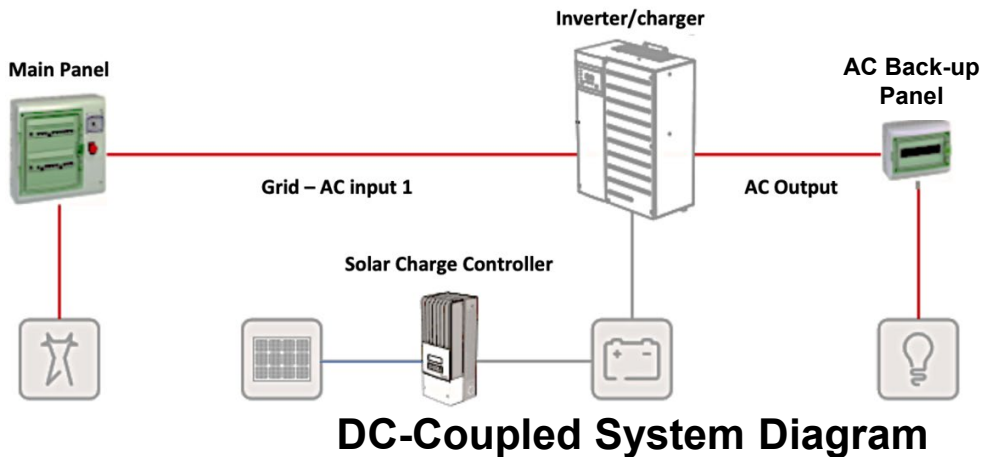 Inverter/charger
Main Panel
AC Back-up
Panel
Grid – AC input 1
AC Output
Solar Charge Controller
DC-Coupled System Diagram